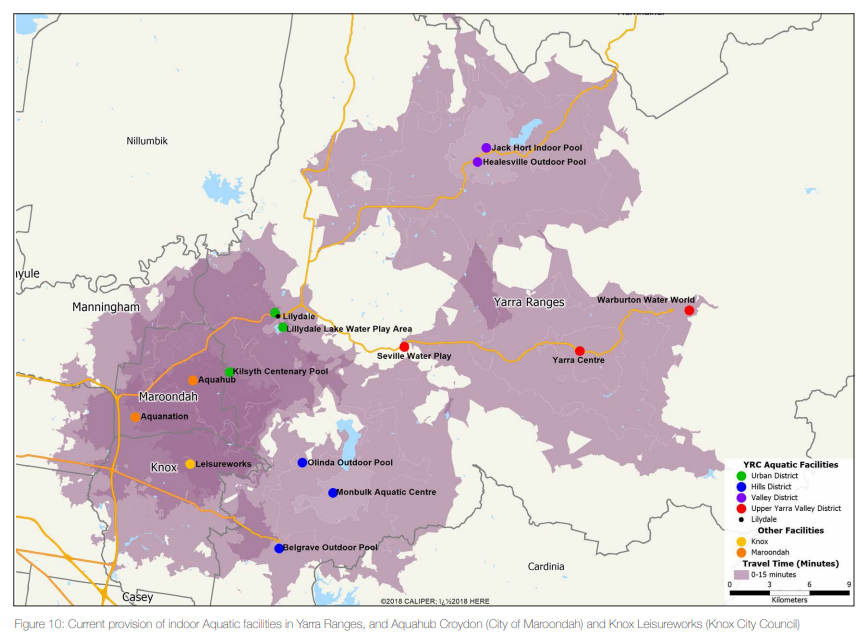 Nillumbik
Jack Hort Indoor Pool
Healesville Outdoor Pool
Manningham
Yarra Ranges
Warburton Water World
Lilydale
Lillydale Lake Water Play Area
Seville Water Play
Yarra Centre
Kilsyth Centenary Pool
Aquahub
Maroondah
Aquanation
Knox
Leisureworks
Olinda Outdoor Pool
Monbulk Aquatic Centre
Belgrave Outdoor Pool
Cardinia
Casey
©2018 CALIPER; ï¿½2018 HERE
YRC Aquatic Facilities
Urban District
Hills District
Valley District
Upper Yarra Valley District
Lilydale
Other Facilities
Knox
Maroondah
Travel Time (Minutes)
0-15 minutes
0 3 6 9
Kilometers
Figure 10: Current provision of indoor Aquatic facilities in Yarra Ranges, and Aquahub Croydon (City of Maroondah) and Knox Leisureworks (Knox City Council)